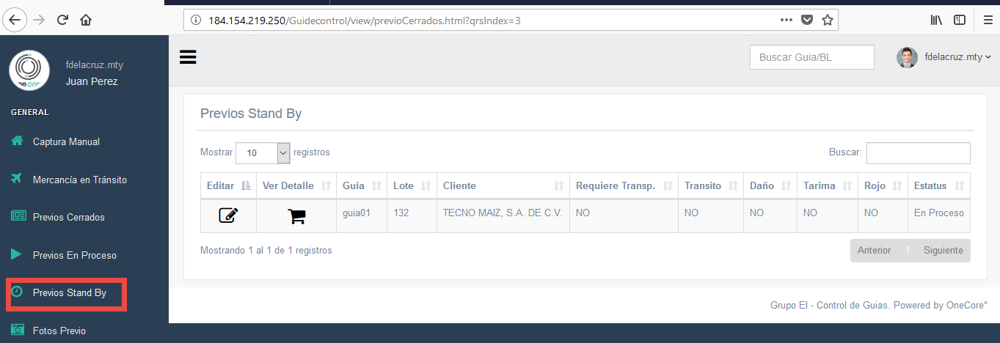 184.154.219.250/Guidecontrol/view/previoCerrados.html?qrsIndex=3
fdelacruz.mty
Juan Perez
GENERAL
Captura Manual
Mercancía en Tránsito
Previos Cerrados
Previos En Proceso
Previos Stand By
Fotos Previo
Buscar Guia/BL
fdelacruz.mty
Previos Stand By
Mostrar 10 registros
Buscar:
Editar Ver Detalle Guia Lote Cliente Requiere Transp. Transito Daño Tarima Rojo Estatus
guia01 132 TECNO MAIZ, S.A. DE C.V. NO NO NO NO NO En Proceso
Mostrando 1 al 1 de 1 registros
Anterior 1 Siguiente
Grupo EI - Control de Guias. Powered by OneCore°